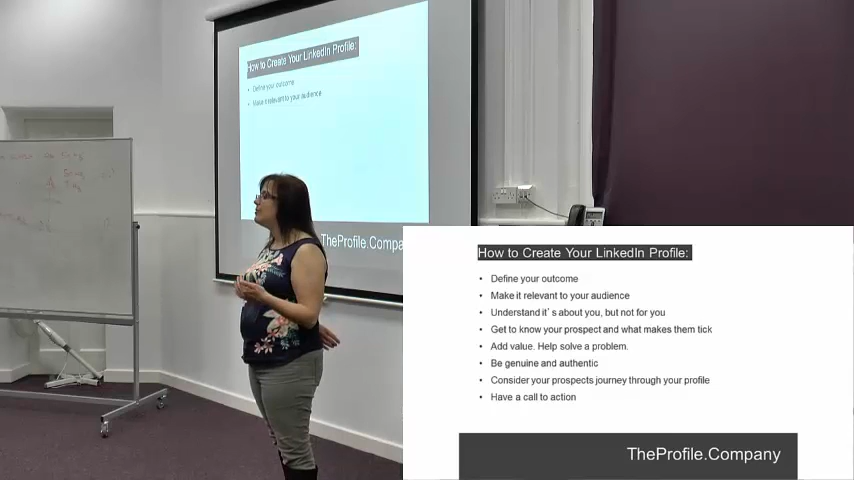 How to Create Your LinkedIn Profile:
• Define your outcome
• Make it relevant to your audience
TheProfile.Compa
How to Create Your LinkedIn Profile:
• Define your outcome
• Make it relevant to your audience
• Understand it's about you, but not for you
• Get to know your prospect and what makes them tick
• Add value. Help solve a problem.
• Be genuine and authentic
• Consider your prospects journey through your profile
• Have a call to action
TheProfile.Company